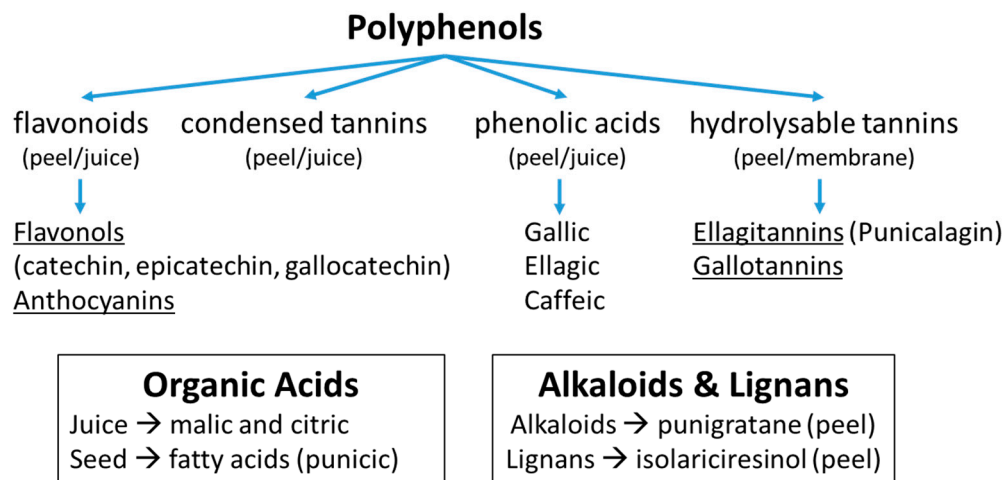 Polyphenols
flavonoids condensed tannins phenolic acids hydrolysable tannins
(peel/juice) (peel/juice) (peel/juice) (peel/membrane)
Flavonols Gallic Ellagitannins (Punicalagin)
(catechin, epicatechin, gallocatechin) Ellagic Gallotannins
Anthocyanins Caffeic
Organic Acids
Juice → malic and citric
Seed → fatty acids (punicic)
Alkaloids & Lignans
Alkaloids → punigratane (peel)
Lignans → isolariciresinol (peel)